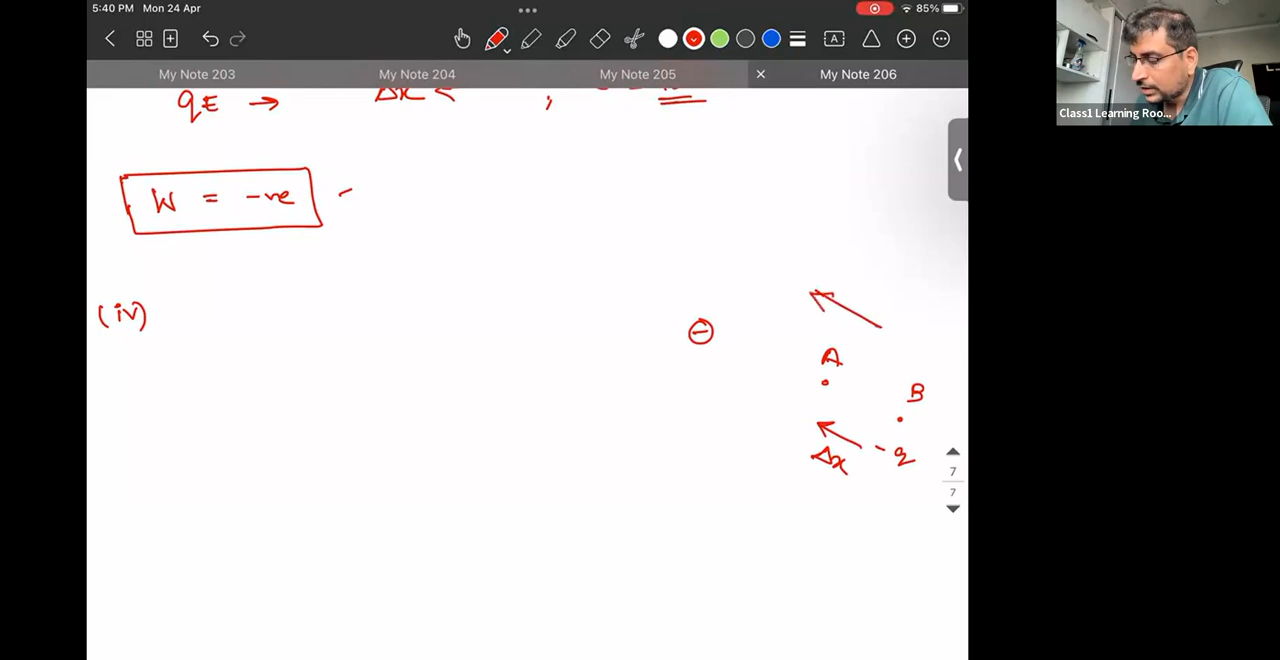 5:40 PM Mon 24 Apr
85%
A
My Note 203
My Note 204
My Note 205
My Note 206
Class1 Learning Roo...
qE → Δx ← ;
W = -ve
(iv)
A
B
Δx
-q
7
7